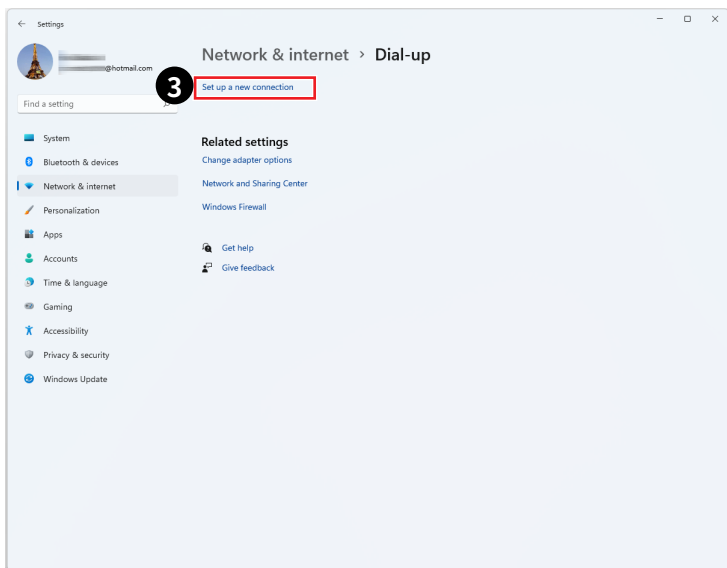 Settings
@hotmail.com
Find a setting
System
Bluetooth & devices
Network & internet
Personalization
Apps
Accounts
Time & language
Gaming
Accessibility
Privacy & security
Windows Update
Network & internet > Dial-up
3
Set up a new connection
Related settings
Change adapter options
Network and Sharing Center
Windows Firewall
Get help
Give feedback